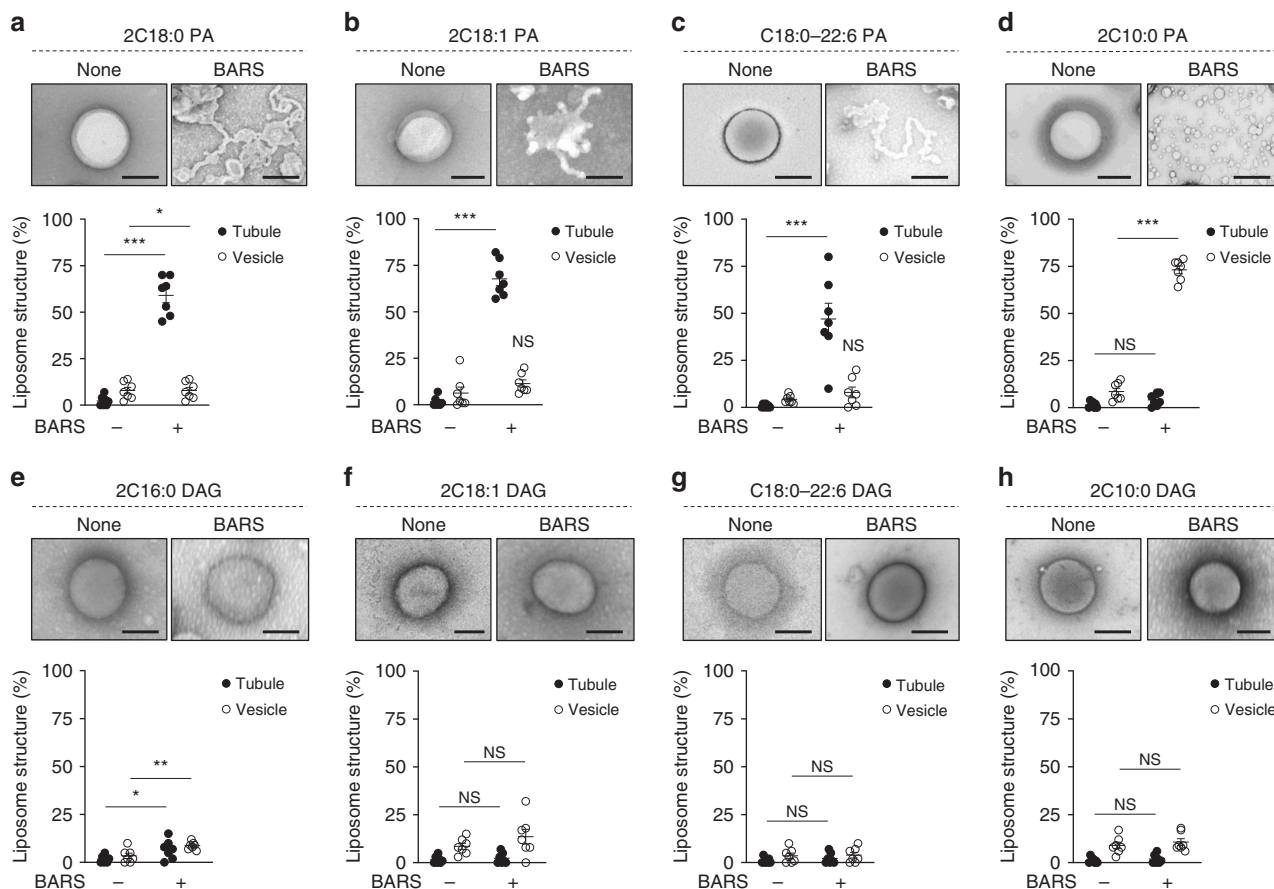 a
2C18:0 PA
None BARS
Liposome structure (%)
100
75
50
25
0
***
*
Tubule
Vesicle
BARS – +
b
2C18:1 PA
None BARS
Liposome structure (%)
100
75
50
25
0
***
NS
Tubule
Vesicle
BARS – +
c
C18:0–22:6 PA
None BARS
Liposome structure (%)
100
75
50
25
0
***
NS
Tubule
Vesicle
BARS – +
d
2C10:0 PA
None BARS
Liposome structure (%)
100
75
50
25
0
***
NS
Tubule
Vesicle
BARS – +
e
2C16:0 DAG
None BARS
Liposome structure (%)
100
75
50
25
0
**
*
Tubule
Vesicle
BARS – +
f
2C18:1 DAG
None BARS
Liposome structure (%)
100
75
50
25
0
NS
NS
Tubule
Vesicle
BARS – +
g
C18:0–22:6 DAG
None BARS
Liposome structure (%)
100
75
50
25
0
NS
NS
Tubule
Vesicle
BARS – +
h
2C10:0 DAG
None BARS
Liposome structure (%)
100
75
50
25
0
NS
NS
Tubule
Vesicle
BARS – +